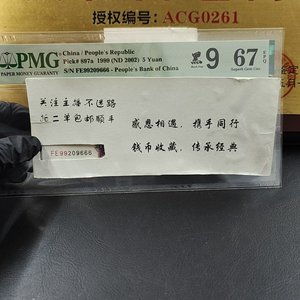 授权编号: ACG0261
PMG
PAPER MONEY GUARANTY
China / People's Republic
Pick# 897a 1999 (ND 2002) 5 Yuan
S/N FE99209666 - People's Bank of China
9
67 EPQ
Superb Gem Unc
关注主播不迷路
拍二单包邮顺丰
感恩相遇，携手同行
钱币收藏，传承经典
FE99209666